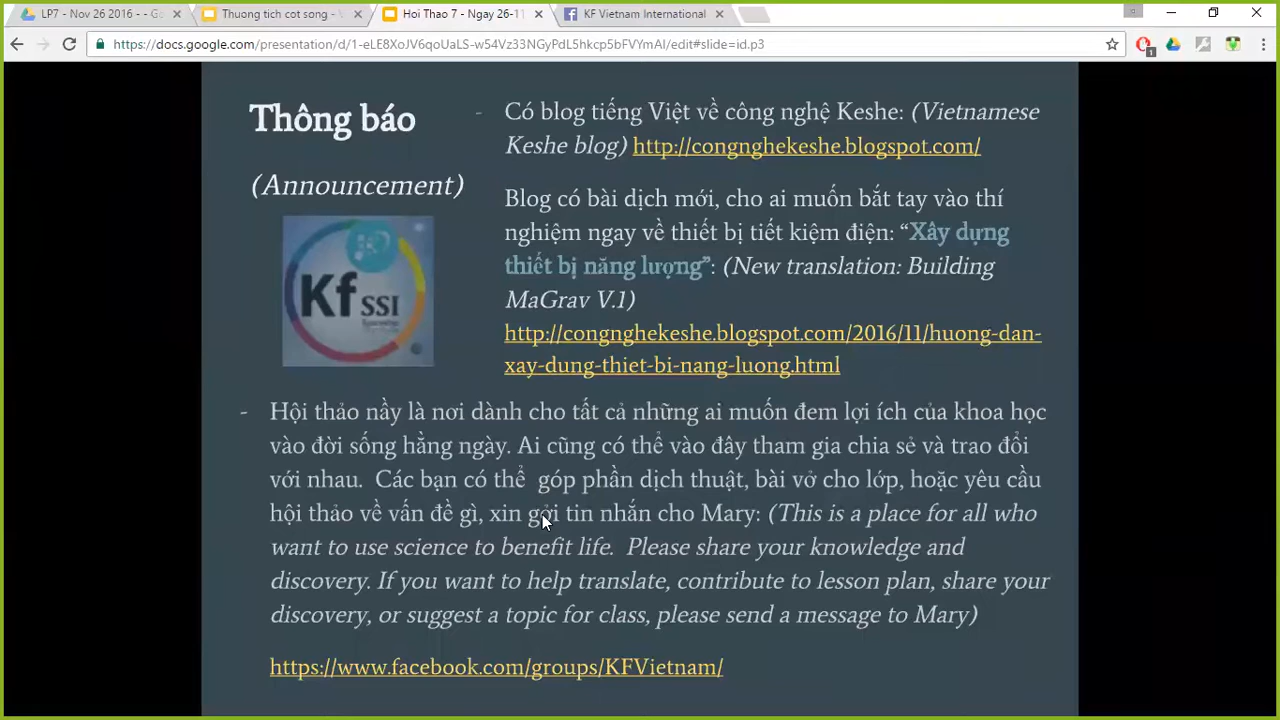 LP7 - Nov 26 2016 - - Go
Thuong tich cot song -
Hoi Thao 7 - Ngay 26-11
KF Vietnam International
https://docs.google.com/presentation/d/1-eLE8XoJV6qoUaLS-w54Vz33NGyPdL5hkcp5bFVYmAI/edit#slide=id.p3
1
Thông báo
(Announcement)
Kf SSI
- Có blog tiếng Việt về công nghệ Keshe: (Vietnamese
Keshe blog) http://congnghekeshe.blogspot.com/
Blog có bài dịch mới, cho ai muốn bắt tay vào thí
nghiệm ngay về thiết bị tiết kiệm điện: “Xây dựng
thiết bị năng lượng”: (New translation: Building
MaGrav V.1)
http://congnghekeshe.blogspot.com/2016/11/huong-dan-
xay-dung-thiet-bi-nang-luong.html
- Hội thảo nầy là nơi dành cho tất cả những ai muốn đem lợi ích của khoa học
vào đời sống hằng ngày. Ai cũng có thể vào đây tham gia chia sẻ và trao đổi
với nhau. Các bạn có thể góp phần dịch thuật, bài vở cho lớp, hoặc yêu cầu
hội thảo về vấn đề gì, xin gởi tin nhắn cho Mary: (This is a place for all who
want to use science to benefit life. Please share your knowledge and
discovery. If you want to help translate, contribute to lesson plan, share your
discovery, or suggest a topic for class, please send a message to Mary)
https://www.facebook.com/groups/KFVietnam/